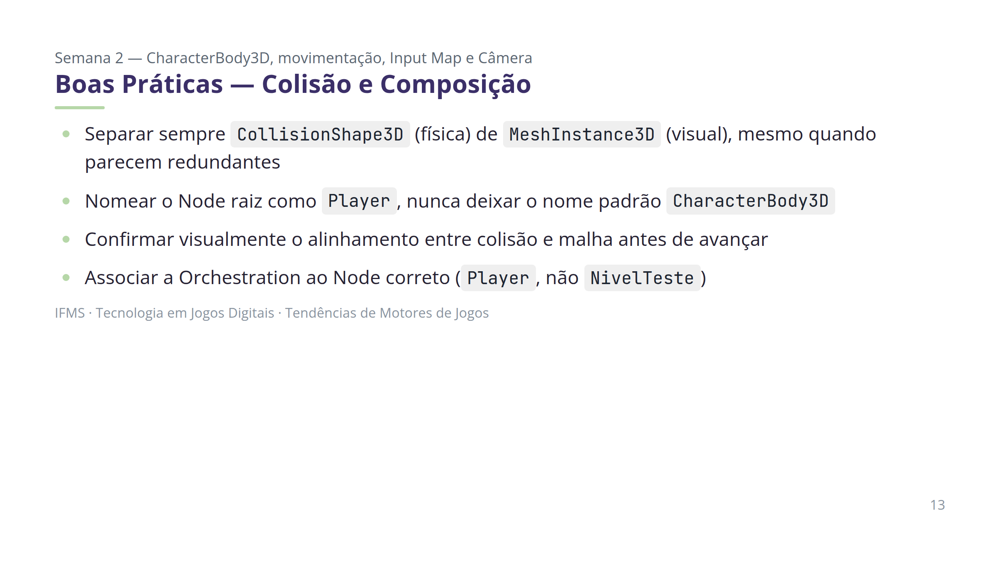 Semana 2 — CharacterBody3D, movimentação, Input Map e Câmera
Boas Práticas — Colisão e Composição
Separar sempre CollisionShape3D (física) de MeshInstance3D (visual), mesmo quando
parecem redundantes
Nomear o Node raiz como Player, nunca deixar o nome padrão CharacterBody3D
Confirmar visualmente o alinhamento entre colisão e malha antes de avançar
Associar a Orchestration ao Node correto (Player, não NivelTeste)
IFMS · Tecnologia em Jogos Digitais · Tendências de Motores de Jogos
13